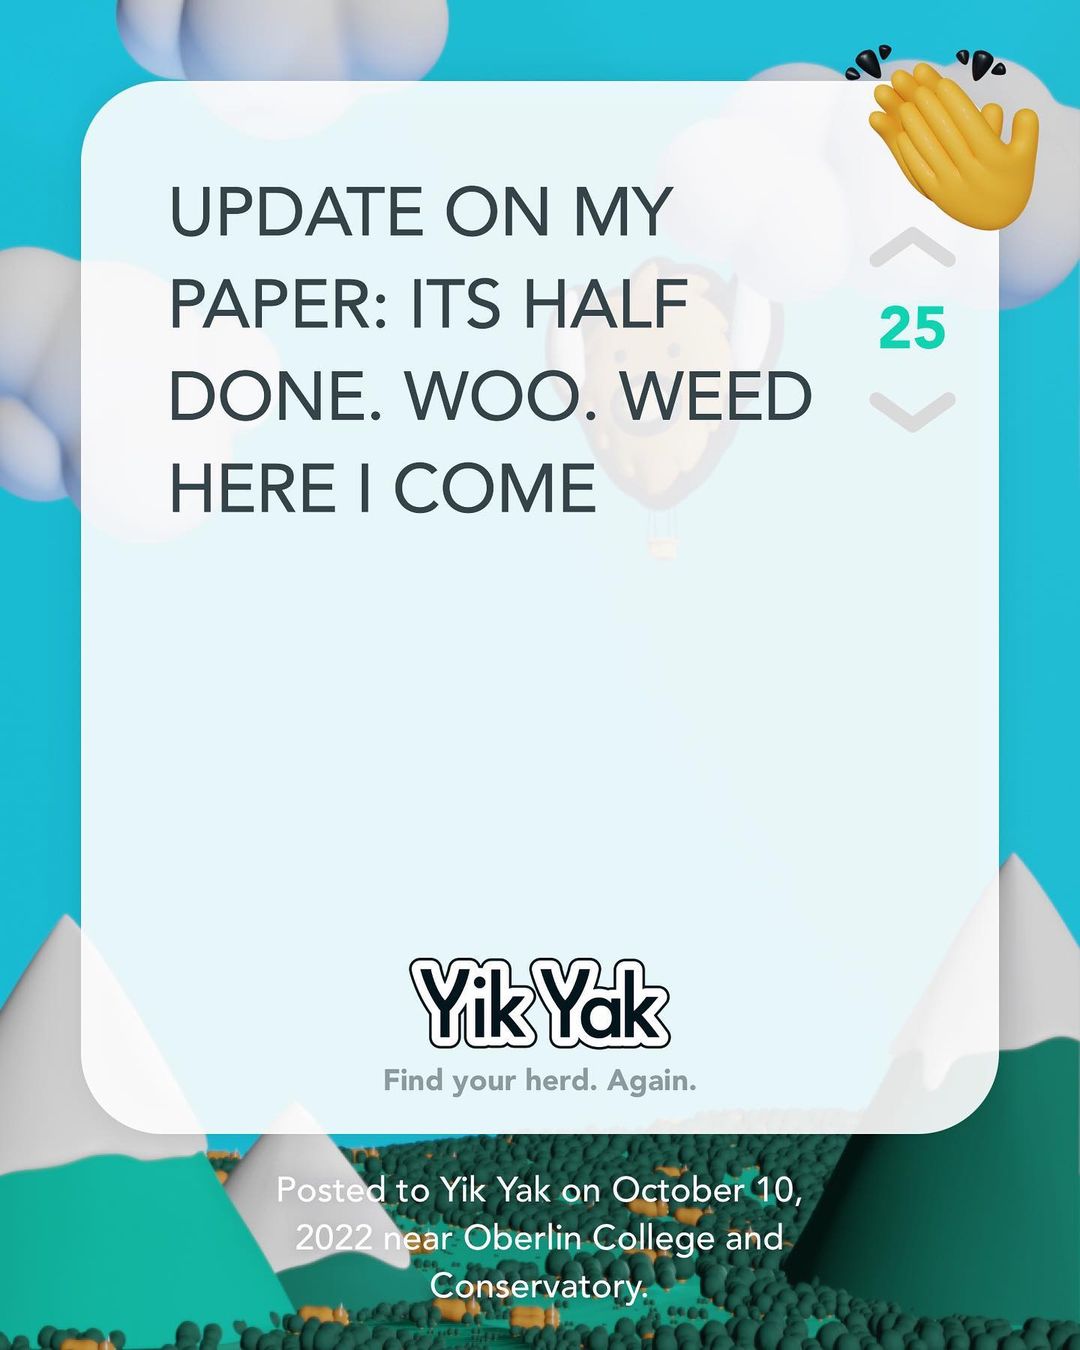 UPDATE ON MY
PAPER: ITS HALF
DONE. WOO. WEED
HERE I COME
25
Yik Yak
Find your herd. Again.
Posted to Yik Yak on October 10,
2022 near Oberlin College and
Conservatory.